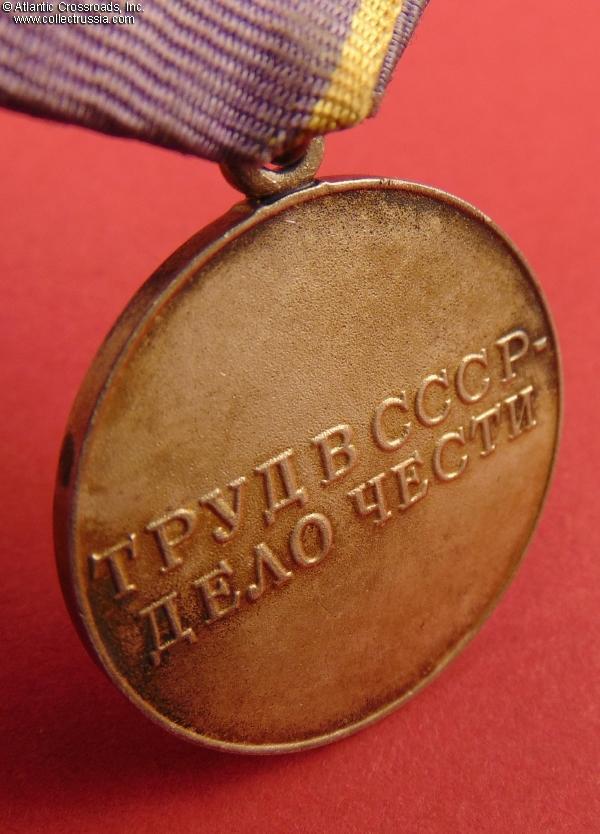 © Atlantic Crossroads, Inc.
www.collectrussia.com
ТРУД В СССР-
ДЕЛО ЧЕСТИ